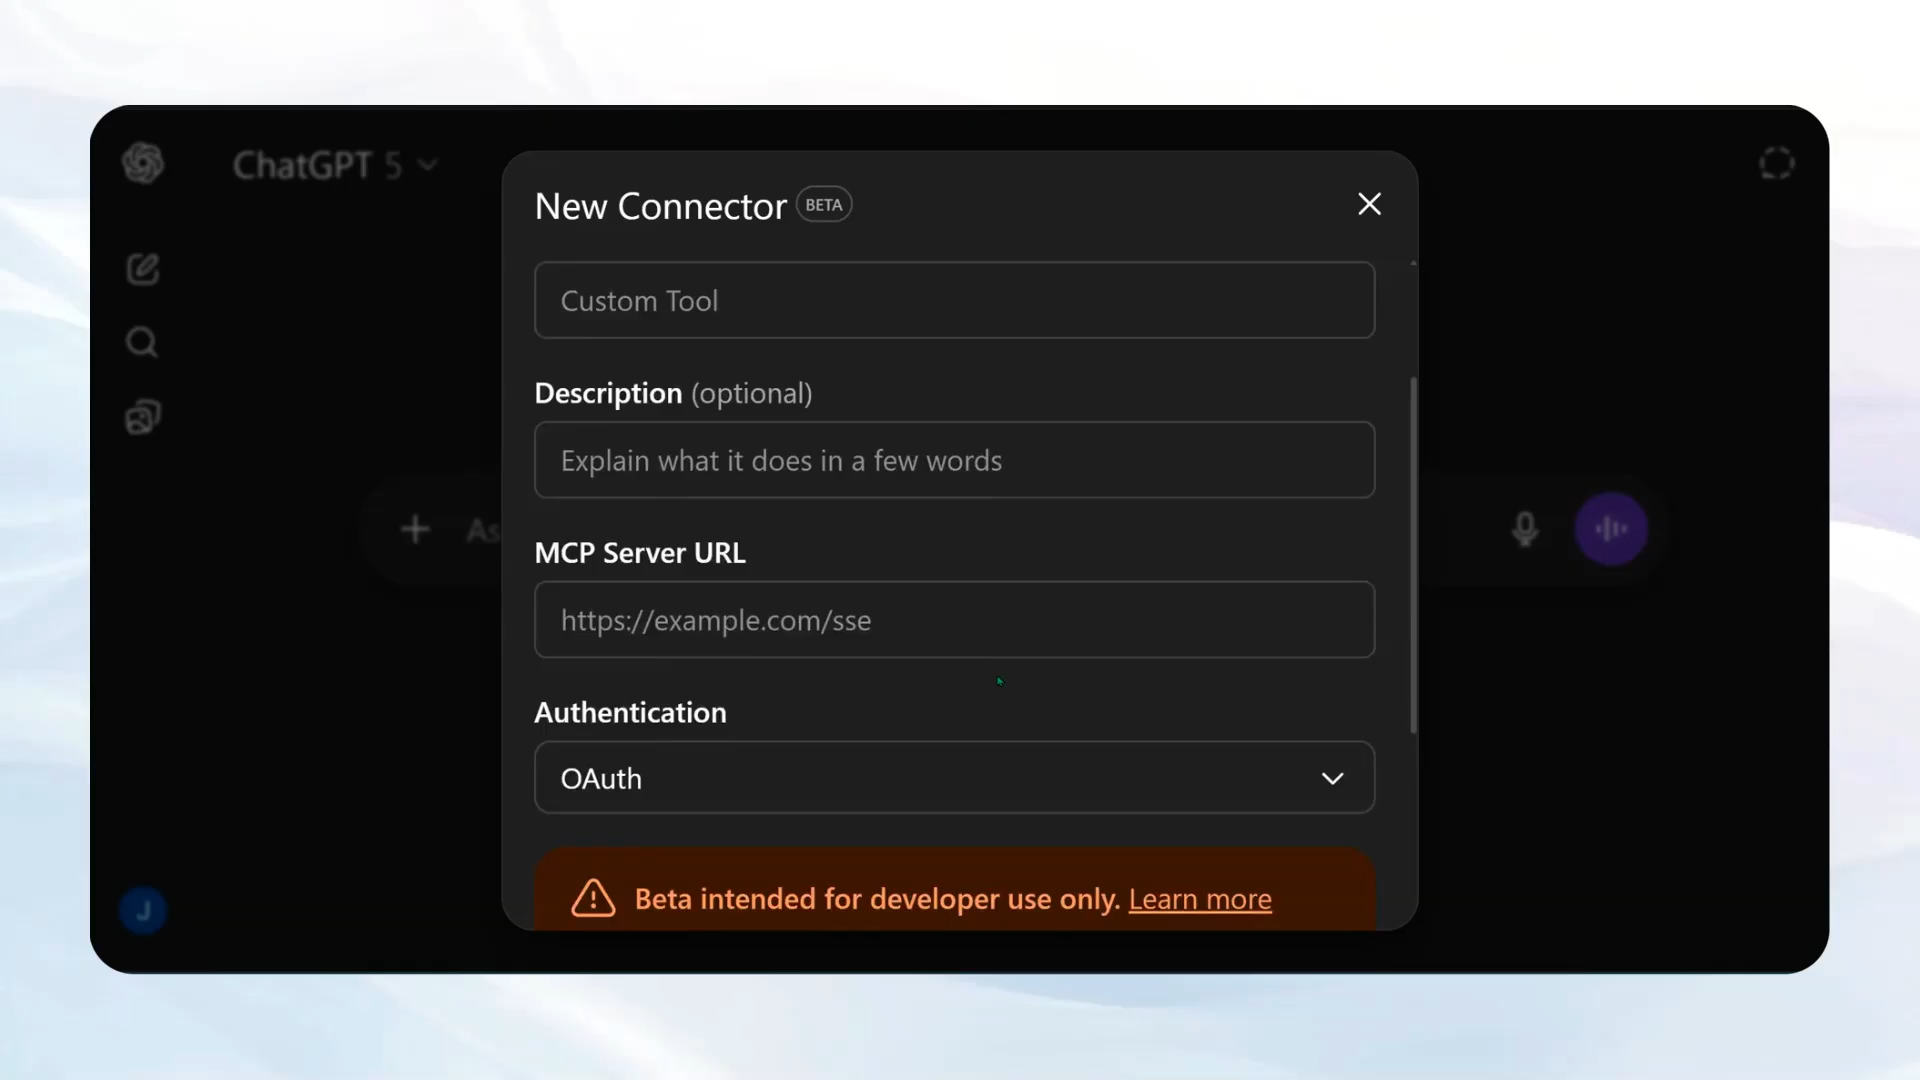 ChatGPT 5
New Connector BETA
Custom Tool
Description (optional)
Explain what it does in a few words
As
MCP Server URL
https://example.com/sse
Authentication
OAuth
Beta intended for developer use only. Learn more
J